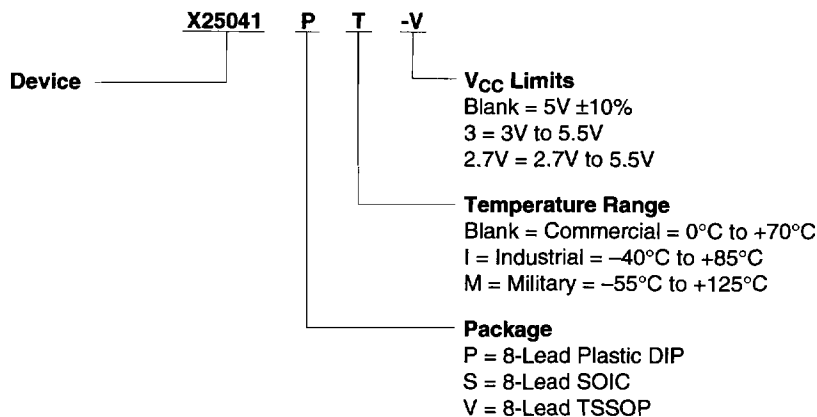 X25041 P T -V
Device
VCC Limits
Blank = 5V ±10%
3 = 3V to 5.5V
2.7V = 2.7V to 5.5V
Temperature Range
Blank = Commercial = 0°C to +70°C
I = Industrial = –40°C to +85°C
M = Military = –55°C to +125°C
Package
P = 8-Lead Plastic DIP
S = 8-Lead SOIC
V = 8-Lead TSSOP